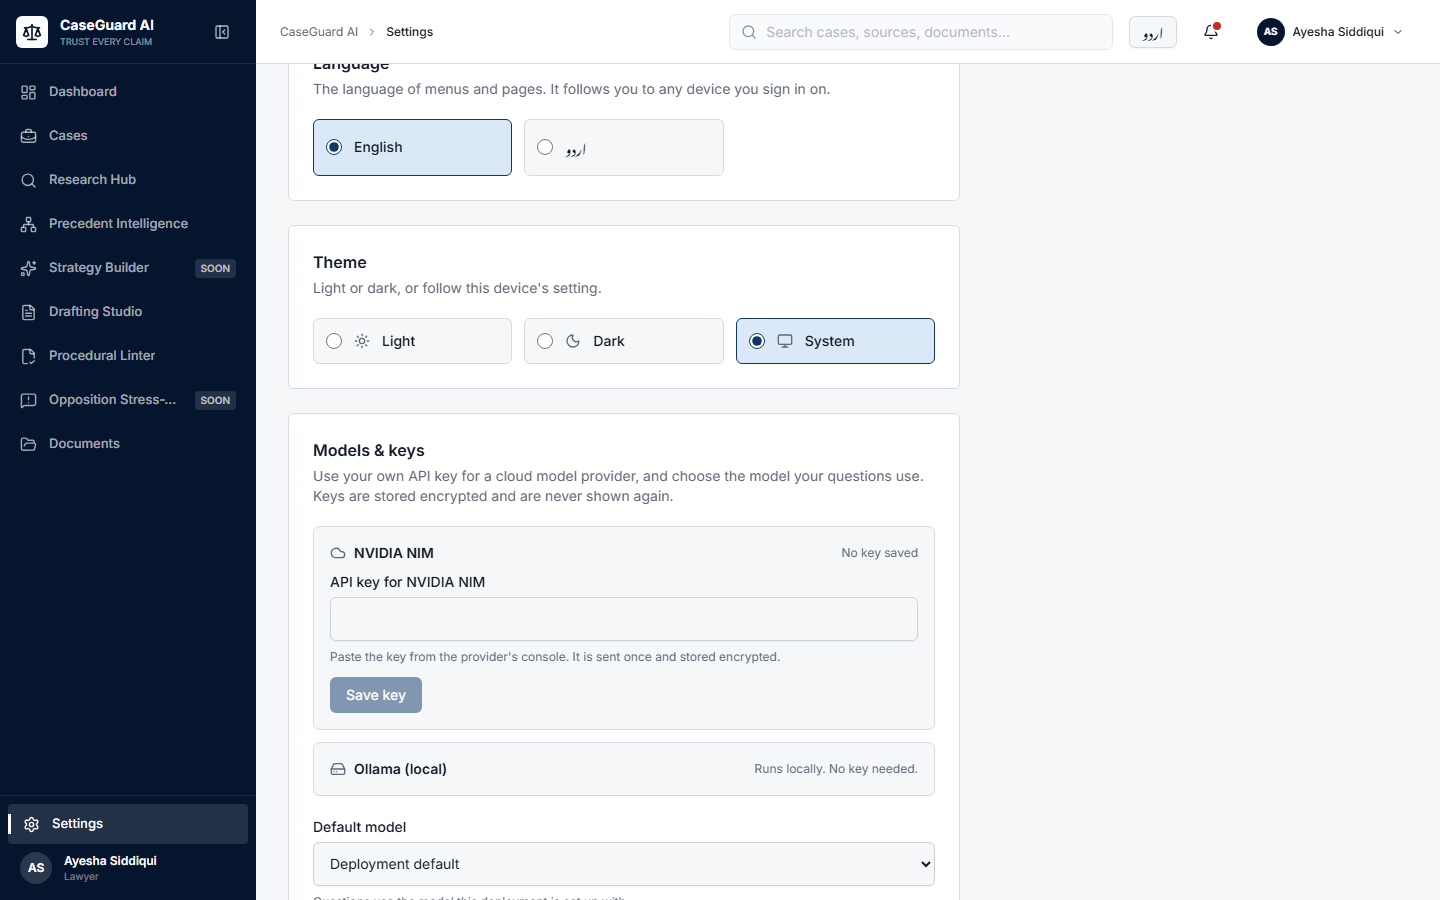 CaseGuard AI
TRUST EVERY CLAIM
Dashboard
Cases
Research Hub
Precedent Intelligence
Strategy Builder SOON
Drafting Studio
Procedural Linter
Opposition Stress-... SOON
Documents
Settings
AS Ayesha Siddiqui
Lawyer
CaseGuard AI > Settings
Search cases, sources, documents...
اردو
AS Ayesha Siddiqui
Language
The language of menus and pages. It follows you to any device you sign in on.
English
اردو
Theme
Light or dark, or follow this device's setting.
Light
Dark
System
Models & keys
Use your own API key for a cloud model provider, and choose the model your questions use.
Keys are stored encrypted and are never shown again.
NVIDIA NIM No key saved
API key for NVIDIA NIM
Paste the key from the provider's console. It is sent once and stored encrypted.
Save key
Ollama (local) Runs locally. No key needed.
Default model
Deployment default